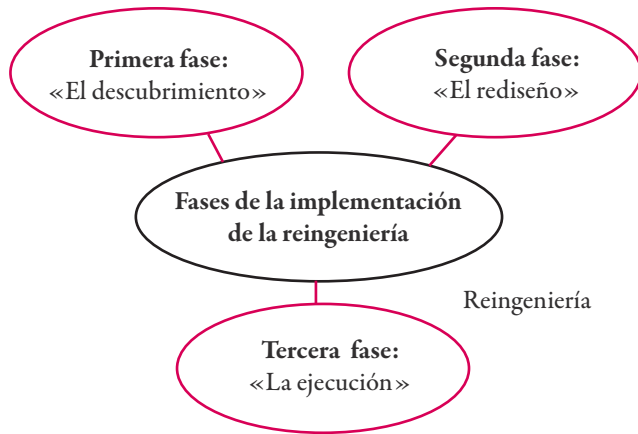 Primera fase:
«El descubrimiento»
Segunda fase:
«El rediseño»
Fases de la implementación
de la reingeniería
Reingeniería
Tercera fase:
«La ejecución»